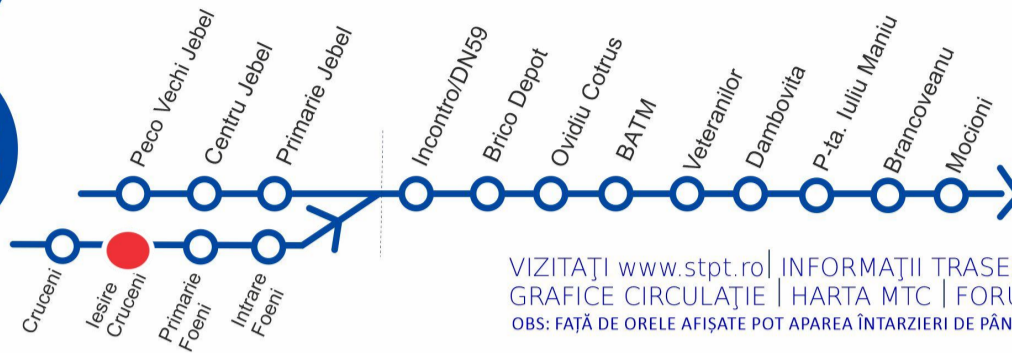 Peco Vechi Jebel
Centru Jebel
Primarie Jebel
Incontro/DN59
Brico Depot
Ovidiu Cotrus
BATM
Veteranilor
Dambovita
P-ta. Iuliu Maniu
Brancoveanu
Mocioni
Cruceni
Iesire
Cruceni
Primarie
Foeni
Intrare
Foeni
VIZITAŢI www.stpt.ro| INFORMAŢII TRASE
GRAFICE CIRCULAŢIE | HARTA MTC | FORU
OBS: FAŢĂ DE ORELE AFIŞATE POT APAREA ÎNTARZIERI DE PÂN